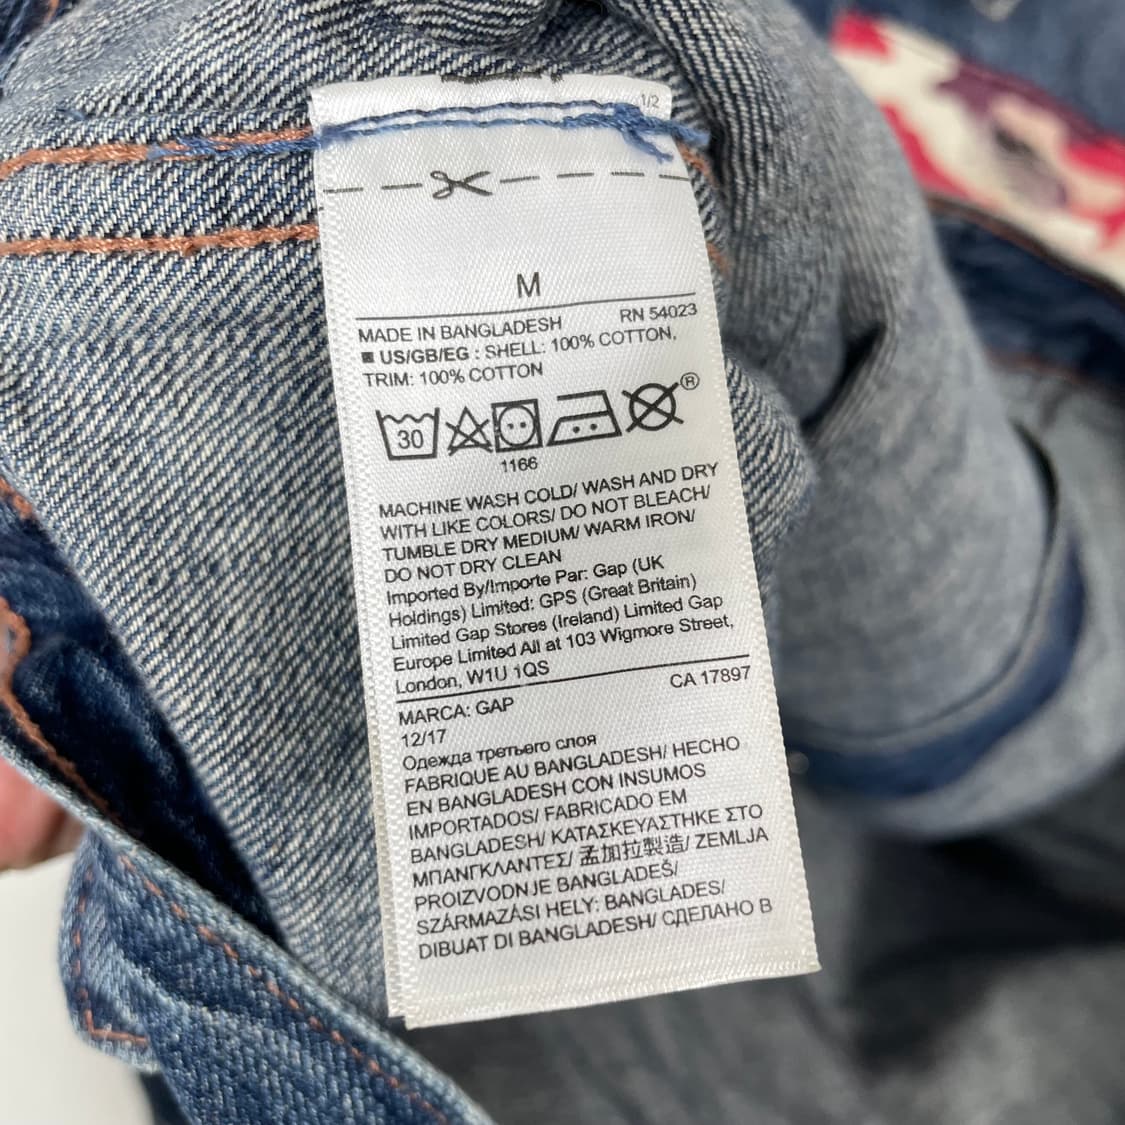 1/2
M
MADE IN BANGLADESH RN 54023
■ US/GB/EG : SHELL: 100% COTTON,
TRIM: 100% COTTON
30 ®
1166
MACHINE WASH COLD/ WASH AND DRY
WITH LIKE COLORS/ DO NOT BLEACH/
TUMBLE DRY MEDIUM/ WARM IRON/
DO NOT DRY CLEAN
Imported By/Importe Par: Gap (UK
Holdings) Limited: GPS (Great Britain)
Limited Gap Stores (Ireland) Limited Gap
Europe Limited All at 103 Wigmore Street,
London, W1U 1QS
CA 17897
MARCA: GAP
12/17
Одежда третьего слоя
FABRIQUE AU BANGLADESH/ HECHO
EN BANGLADESH CON INSUMOS
IMPORTADOS/ FABRICADO EM
BANGLADESH/ ΚΑΤΑΣΚΕΥΑΣΤΗΚΕ ΣΤΟ
ΜΠΑΝΓΚΛΑΝΤΕΣ/ 孟加拉製造/ ZEMLJA
PROIZVODNJE BANGLADEŠ/
SZÁRMAZÁSI HELY: BANGLADES/
DIBUAT DI BANGLADESH/ СДЕЛАНО В